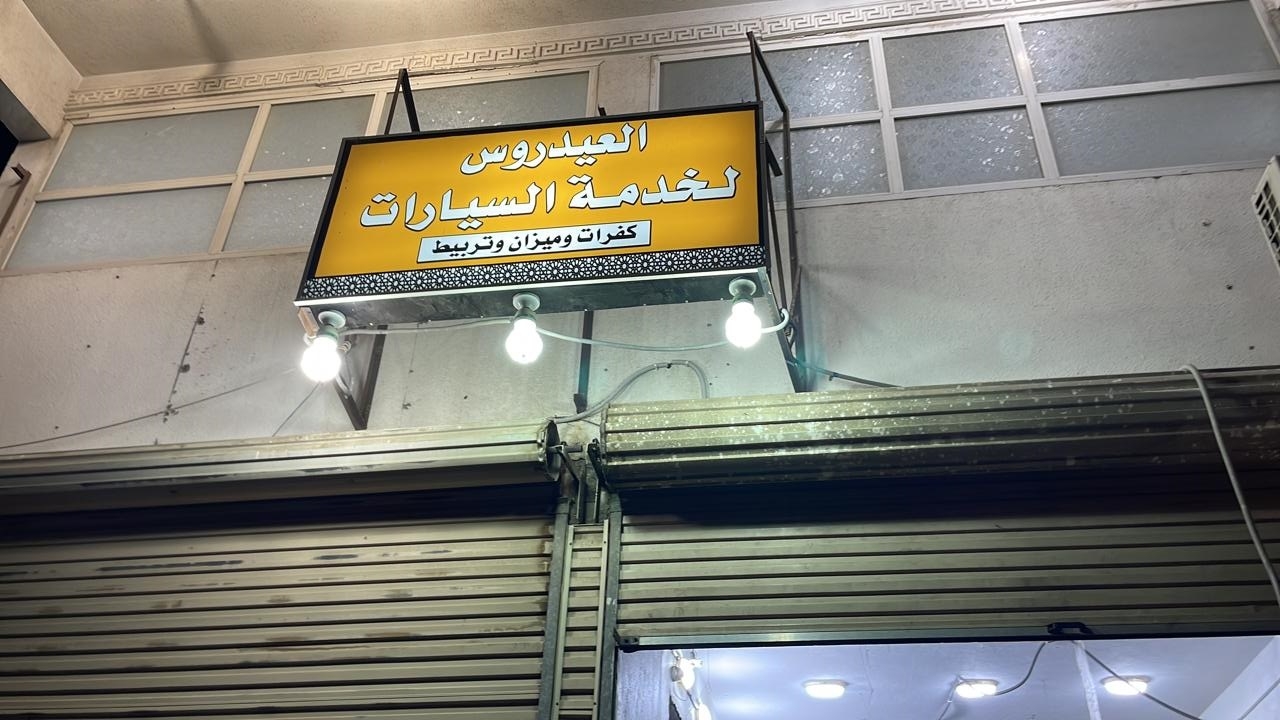 العيدروس
لخدمة السيارات
كفرات وميزان وتربيط